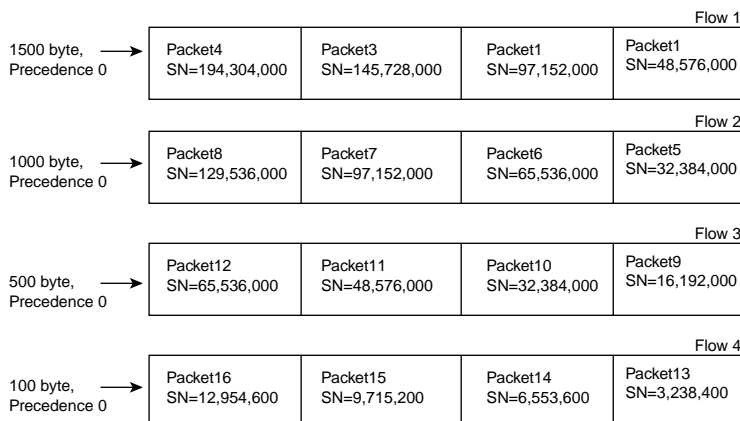 Flow 1
1500 byte,
Precedence 0
Packet4
SN=194,304,000
Packet3
SN=145,728,000
Packet1
SN=97,152,000
Packet1
SN=48,576,000
Flow 2
1000 byte,
Precedence 0
Packet8
SN=129,536,000
Packet7
SN=97,152,000
Packet6
SN=65,536,000
Packet5
SN=32,384,000
Flow 3
500 byte,
Precedence 0
Packet12
SN=65,536,000
Packet11
SN=48,576,000
Packet10
SN=32,384,000
Packet9
SN=16,192,000
Flow 4
100 byte,
Precedence 0
Packet16
SN=12,954,600
Packet15
SN=9,715,200
Packet14
SN=6,553,600
Packet13
SN=3,238,400